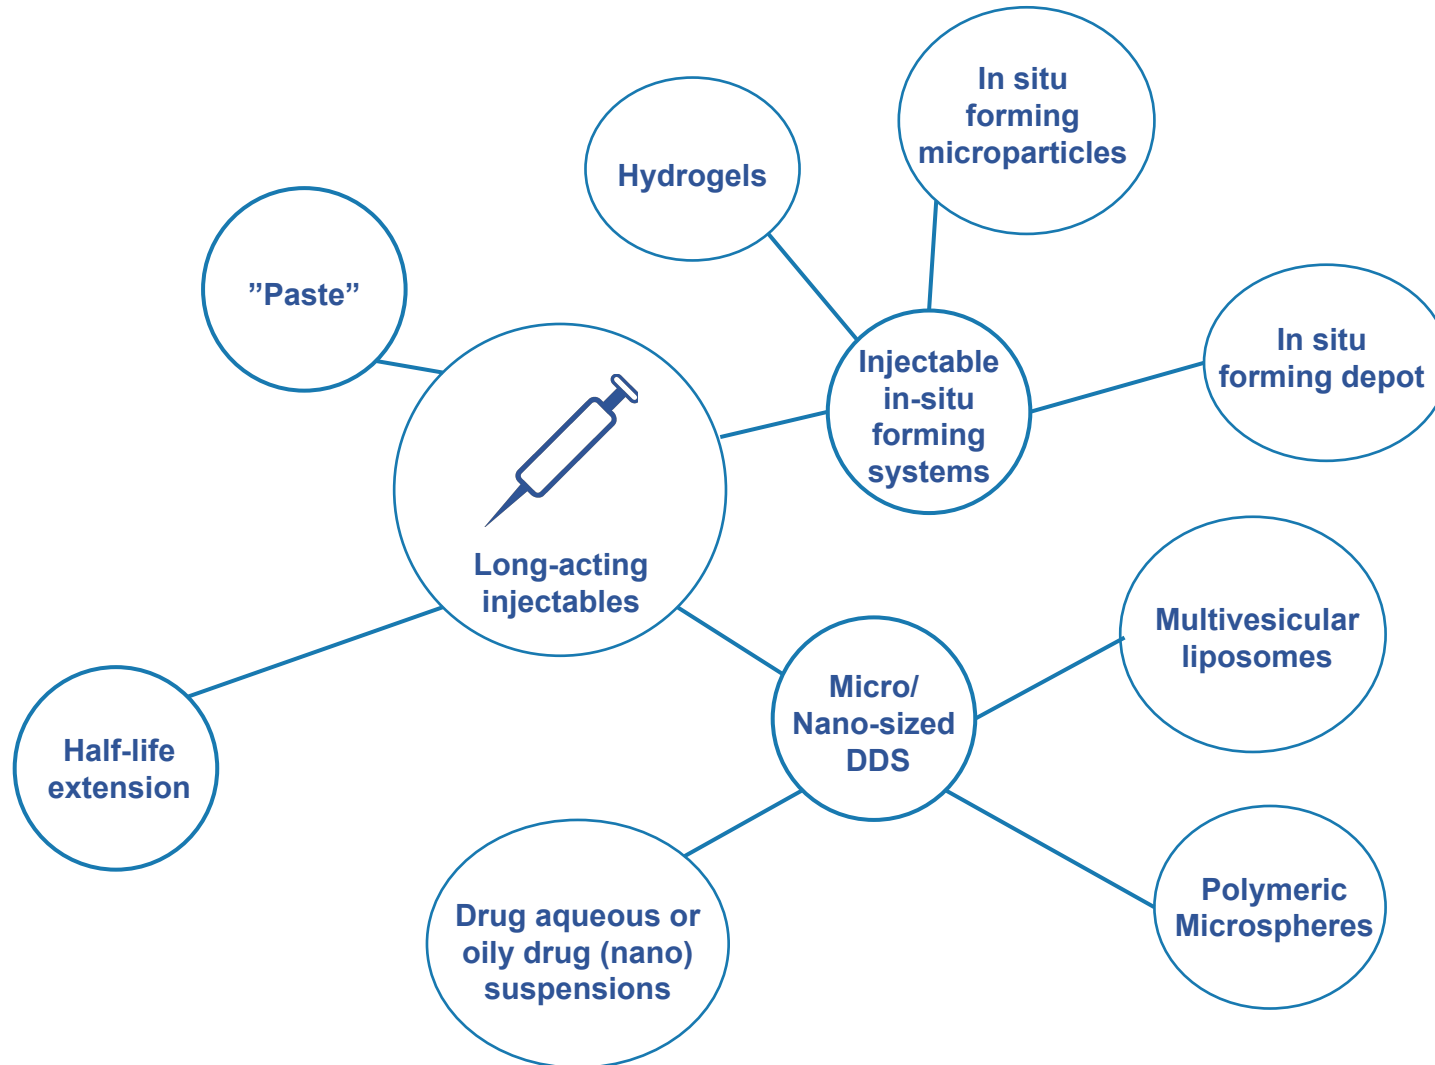 In situ
forming
microparticles
Hydrogels
”Paste”
Injectable
in-situ
forming
systems
In situ
forming depot
Long-acting
injectables
Multivesicular
liposomes
Micro/
Nano-sized
DDS
Half-life
extension
Polymeric
Microspheres
Drug aqueous or
oily drug (nano)
suspensions